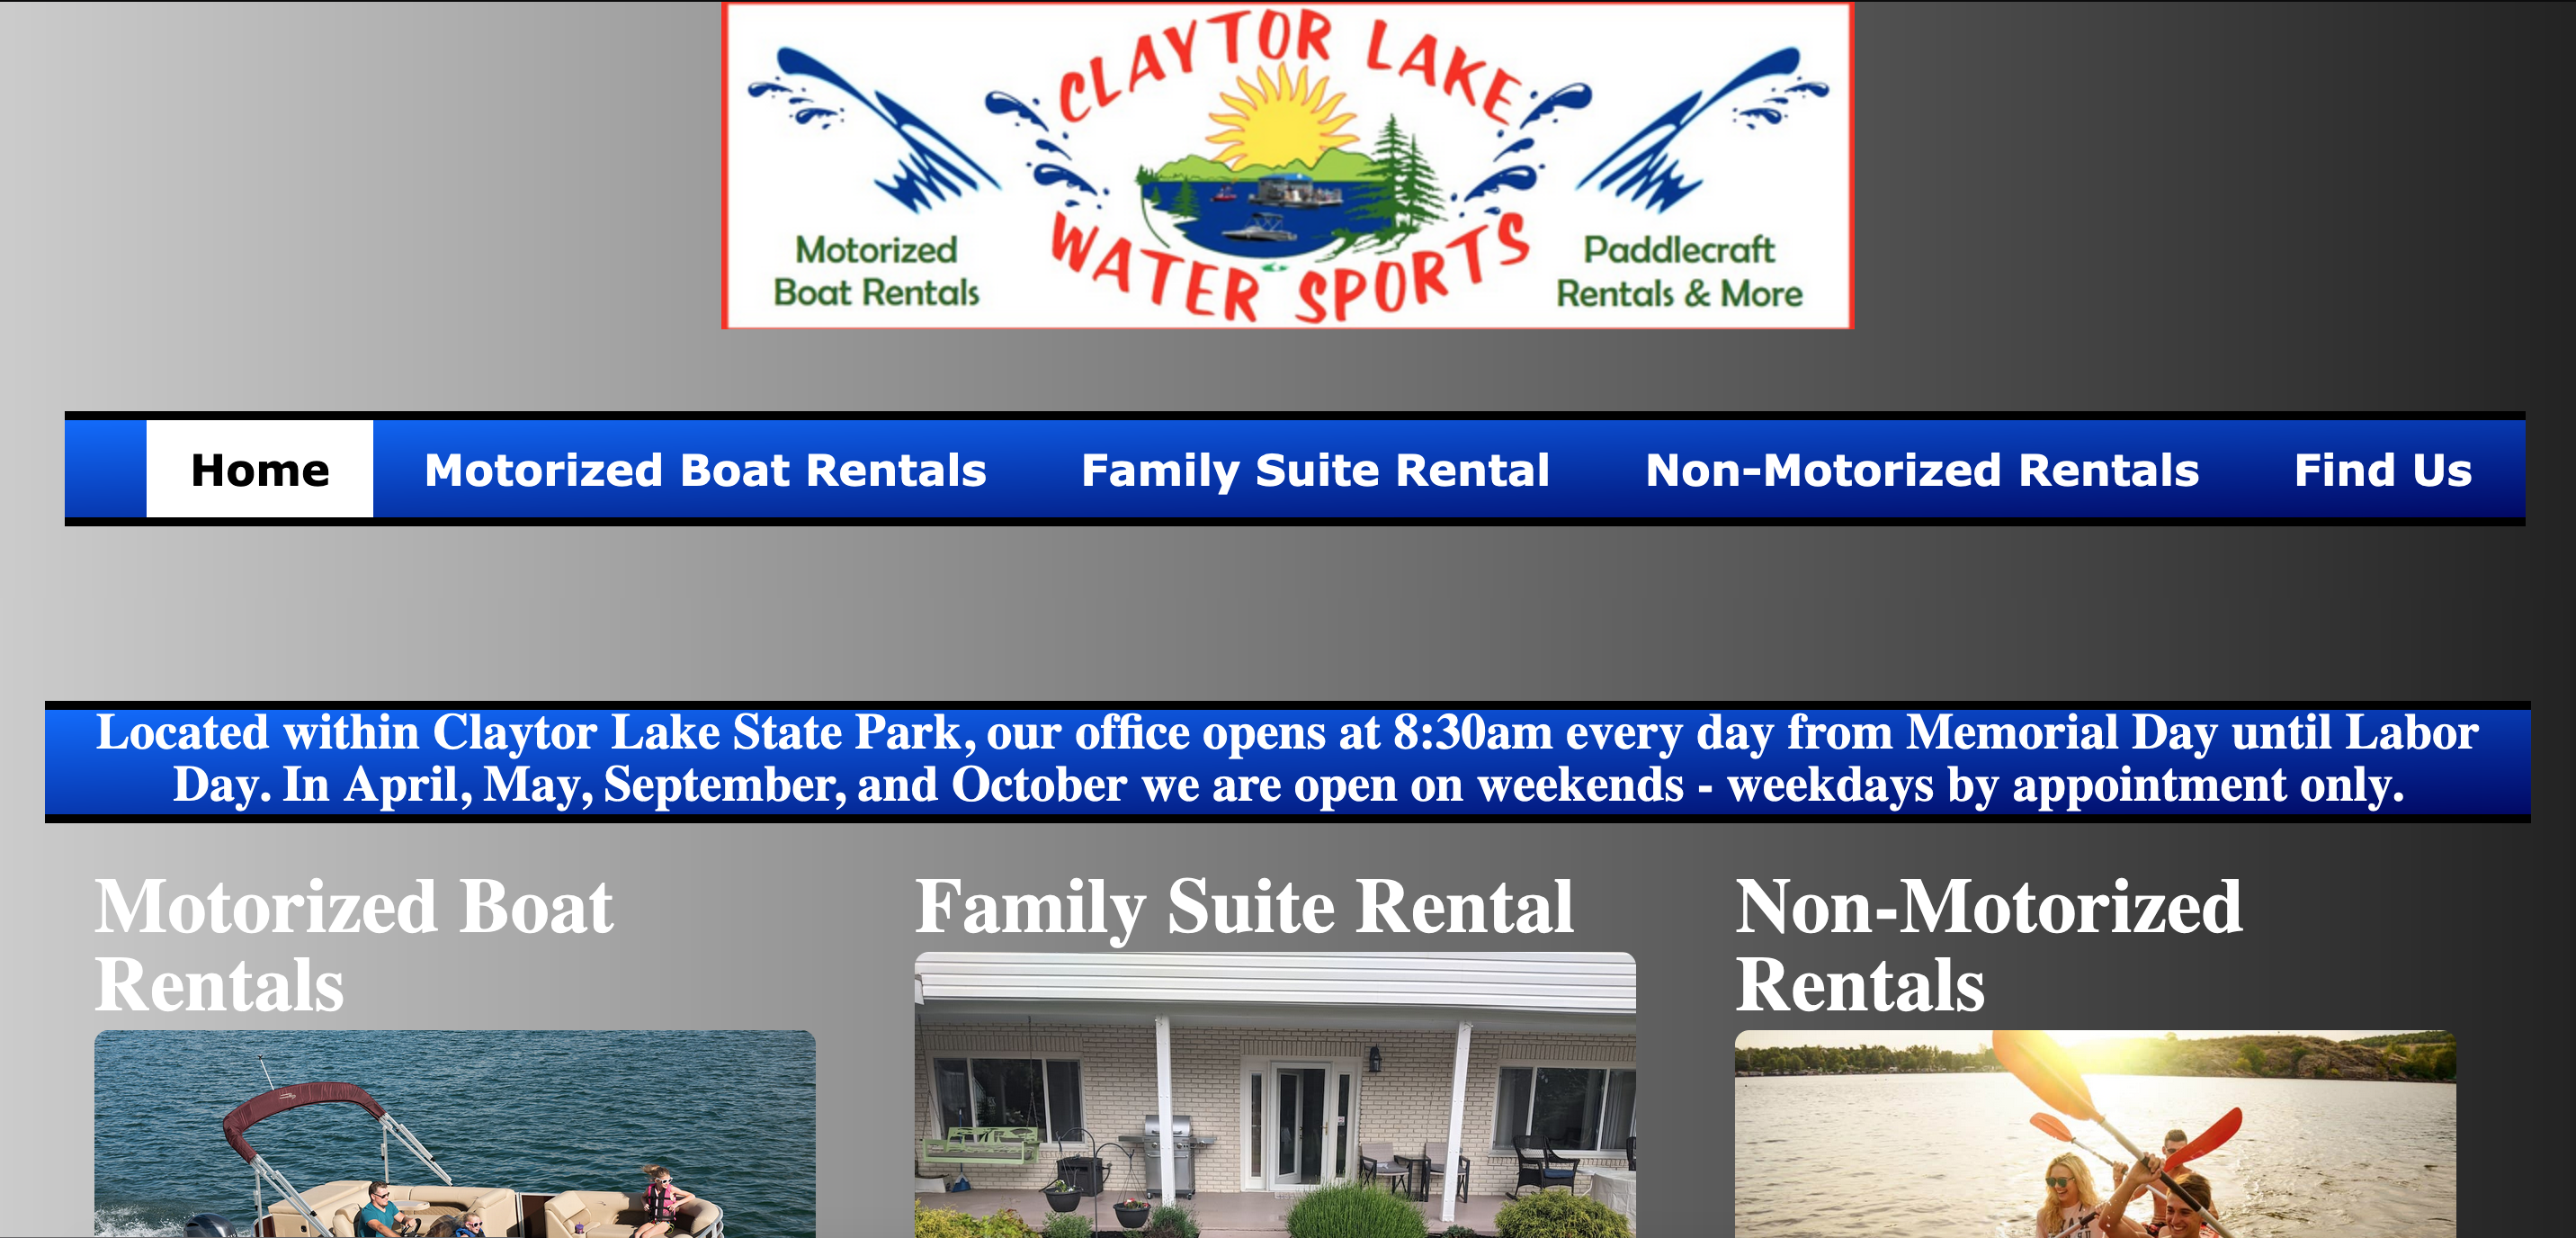 CLAYTOR LAKE
WATER SPORTS
Motorized
Boat Rentals
Paddlecraft
Rentals & More
Home Motorized Boat Rentals Family Suite Rental Non-Motorized Rentals Find Us
Located within Claytor Lake State Park, our office opens at 8:30am every day from Memorial Day until Labor
Day. In April, May, September, and October we are open on weekends - weekdays by appointment only.
Motorized Boat
Rentals
Family Suite Rental
Non-Motorized
Rentals